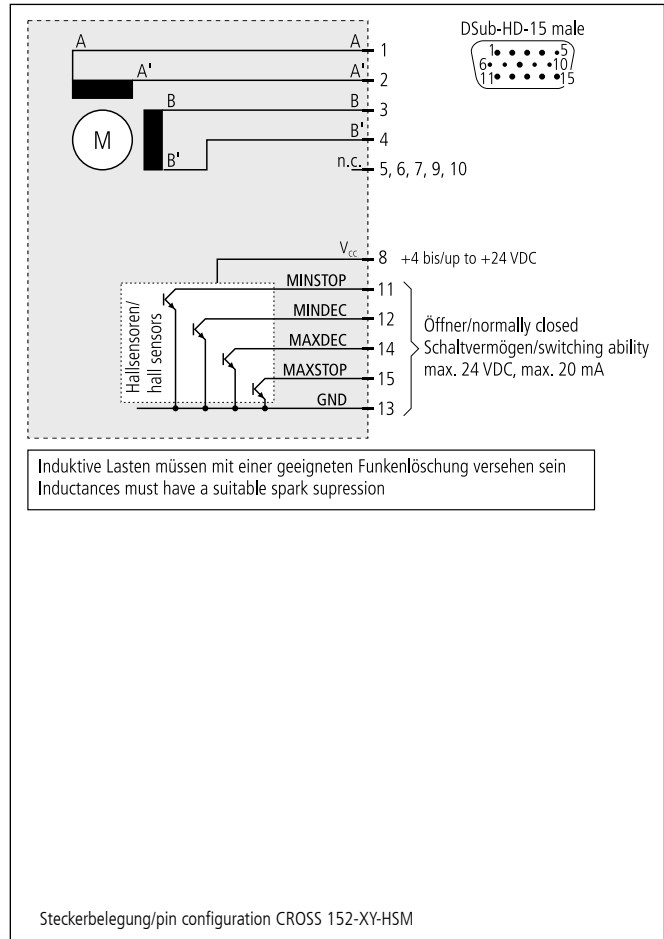 DSub-HD-15 male
1 5
6 10
11 15
A A 1
A' A' 2
B B 3
M
B' B' 4
n.c. 5, 6, 7, 9, 10
Vcc 8 +4 bis/up to +24 VDC
Hallsensoren/
hall sensors
MINSTOP 11
MINDEC 12
MAXDEC 14
MAXSTOP 15
GND 13
Öffner/normally closed
Schaltvermögen/switching ability
max. 24 VDC, max. 20 mA
Induktive Lasten müssen mit einer geeigneten Funkenlöschung versehen sein
Inductances must have a suitable spark supression
Steckerbelegung/pin configuration CROSS 152-XY-HSM